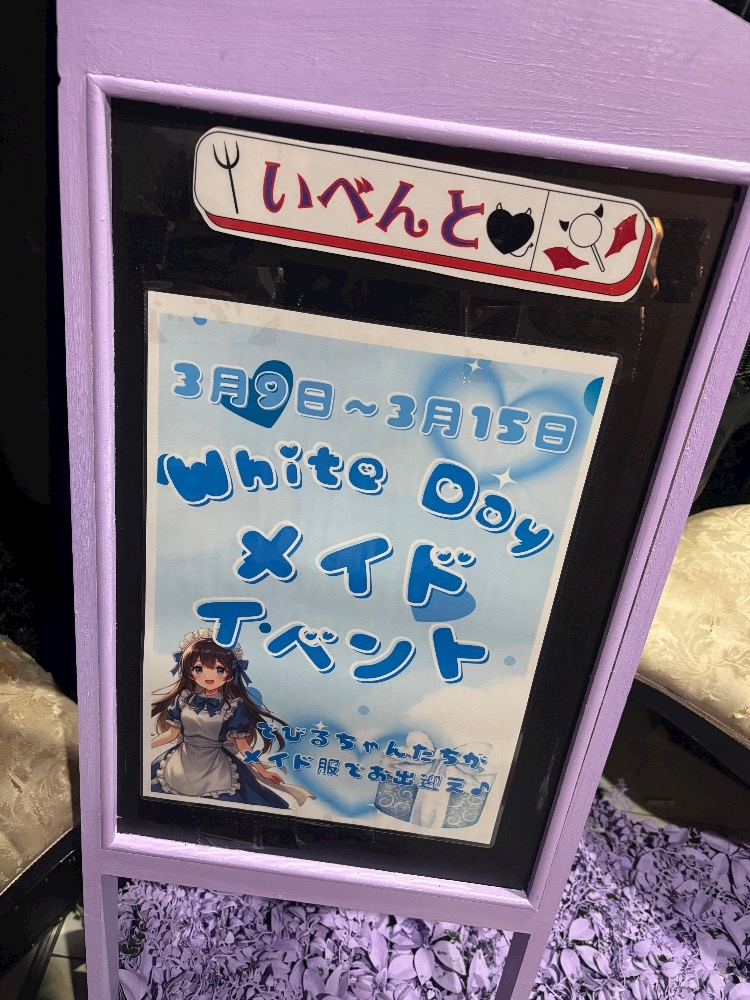 いべんと
3月9日～3月15日
White Day
メイド
イベント
でびるちゃんたちが
メイド服でお出迎え♪